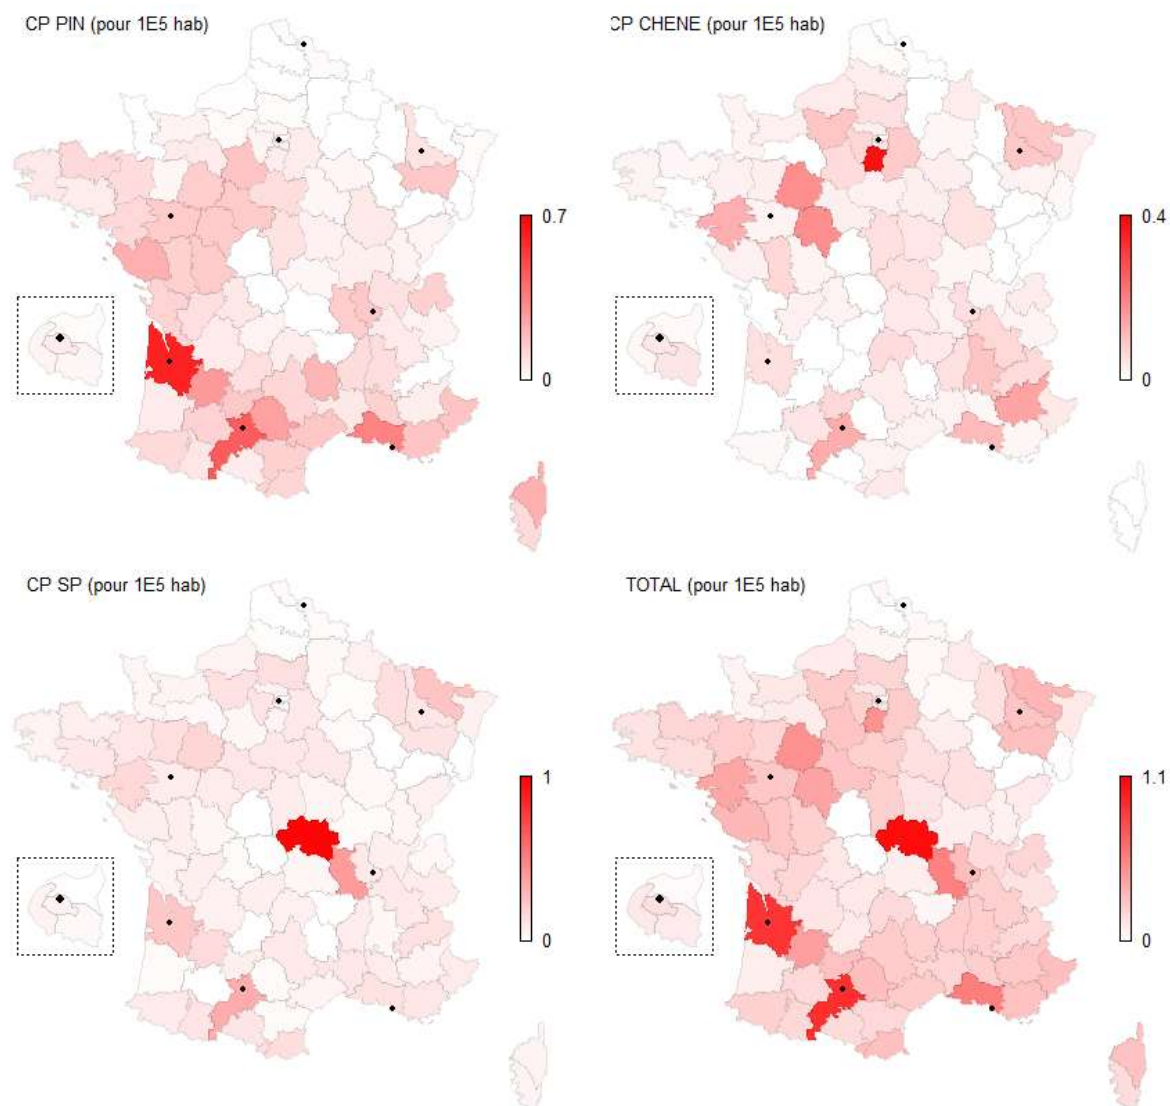 CP PIN (pour 1E5 hab)
0.7
0
CP CHENE (pour 1E5 hab)
0.4
0
CP SP (pour 1E5 hab)
1
0
TOTAL (pour 1E5 hab)
1.1
0